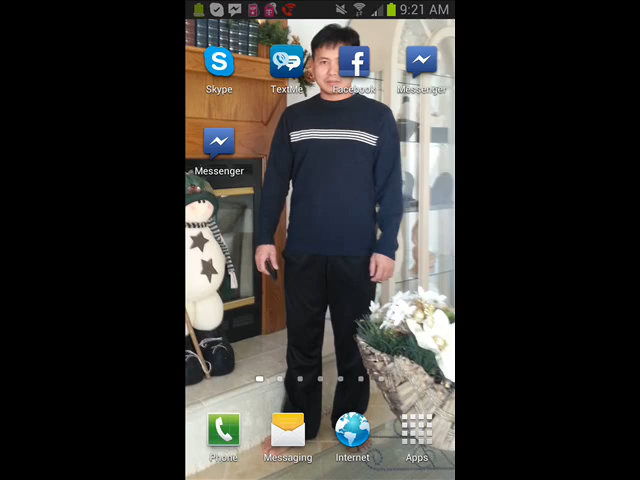 9:21 AM
Skype TextMe Facebook Messenger
Messenger
Phone Messaging Internet Apps